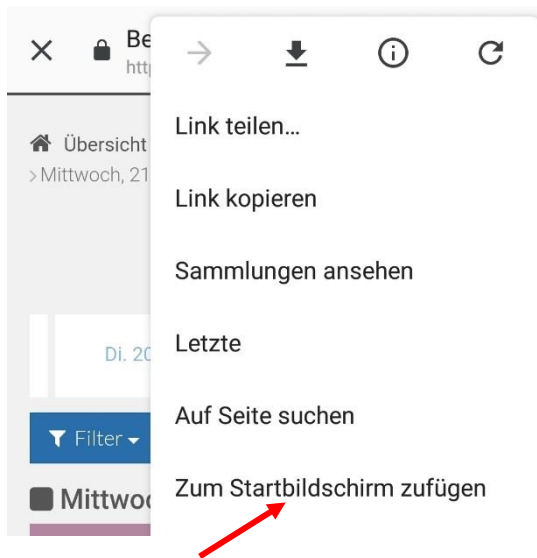 Be
http
Übersicht
>Mittwoch, 21
Di. 20
Filter
Mittwoc
Link teilen...
Link kopieren
Sammlungen ansehen
Letzte
Auf Seite suchen
Zum Startbildschirm zufügen